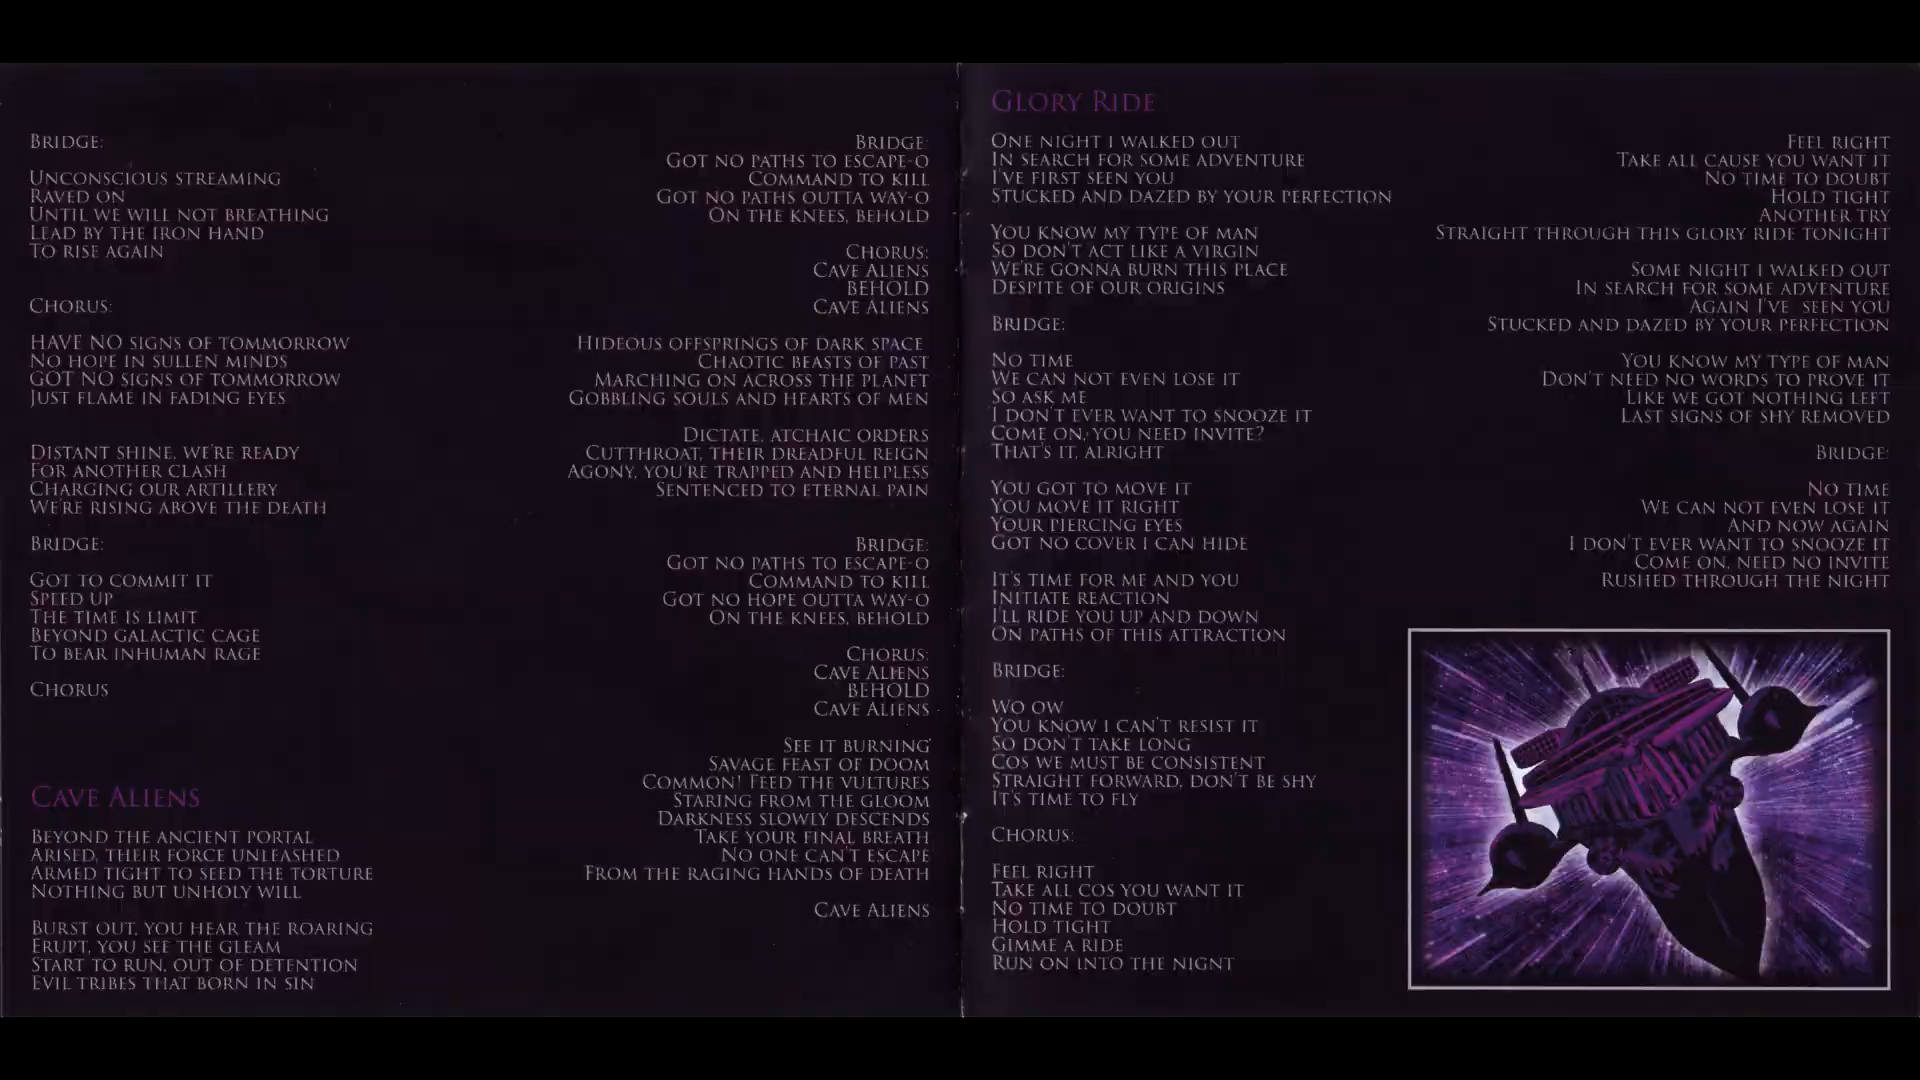 BRIDGE:
UNCONSCIOUS STREAMING
RAVED ON
UNTIL WE WILL NOT BREATHING
LEAD BY THE IRON HAND
TO RISE AGAIN
CHORUS:
HAVE NO SIGNS OF TOMMORROW
NO HOPE IN SULLEN MINDS
GOT NO SIGNS OF TOMMORROW
JUST FLAME IN FADING EYES
DISTANT SHINE, WE'RE READY
FOR ANOTHER CLASH
CHARGING OUR ARTILLERY
WE'RE RISING ABOVE THE DEATH
BRIDGE:
GOT TO COMMIT IT
SPEED UP
THE TIME IS LIMIT
BEYOND GALACTIC CAGE
TO BEAR INHUMAN RAGE
CHORUS
CAVE ALIENS
BEYOND THE ANCIENT PORTAL
ARISED, THEIR FORCE UNLEASHED
ARMED TIGHT TO SEED THE TORTURE
NOTHING BUT UNHOLY WILL
BURST OUT, YOU HEAR THE ROARING
ERUPT, YOU SEE THE GLEAM
START TO RUN, OUT OF DETENTION
EVIL TRIBES THAT BORN IN SIN
BRIDGE:
GOT NO PATHS TO ESCAPE-O
COMMAND TO KILL
GOT NO PATHS OUTTA WAY-O
ON THE KNEES, BEHOLD
CHORUS:
CAVE ALIENS
BEHOLD
CAVE ALIENS
HIDEOUS OFFSPRINGS OF DARK SPACE
CHAOTIC BEASTS OF PAST
MARCHING ON ACROSS THE PLANET
GOBBLING SOULS AND HEARTS OF MEN
DICTATE, ATCHAIC ORDERS
CUTTHROAT, THEIR DREADFUL REIGN
AGONY, YOU'RE TRAPPED AND HELPLESS
SENTENCED TO ETERNAL PAIN
BRIDGE:
GOT NO PATHS TO ESCAPE-O
COMMAND TO KILL
GOT NO HOPE OUTTA WAY-O
ON THE KNEES, BEHOLD
CHORUS:
CAVE ALIENS
BEHOLD
CAVE ALIENS
SEE IT BURNING
SAVAGE FEAST OF DOOM
COMMON! FEED THE VULTURES
STARING FROM THE GLOOM
DARKNESS SLOWLY DESCENDS
TAKE YOUR FINAL BREATH
NO ONE CAN'T ESCAPE
FROM THE RAGING HANDS OF DEATH
CAVE ALIENS
GLORY RIDE
ONE NIGHT I WALKED OUT
IN SEARCH FOR SOME ADVENTURE
I'VE FIRST SEEN YOU
STUCKED AND DAZED BY YOUR PERFECTION
YOU KNOW MY TYPE OF MAN
SO DON'T ACT LIKE A VIRGIN
WE'RE GONNA BURN THIS PLACE
DESPITE OF OUR ORIGINS
BRIDGE:
NO TIME
WE CAN NOT EVEN LOSE IT
SO ASK ME
I DON'T EVER WANT TO SNOOZE IT
COME ON, YOU NEED INVITE?
THAT'S IT, ALRIGHT
YOU GOT TO MOVE IT
YOU MOVE IT RIGHT
YOUR PIERCING EYES
GOT NO COVER I CAN HIDE
IT'S TIME FOR ME AND YOU
INITIATE REACTION
I'LL RIDE YOU UP AND DOWN
ON PATHS OF THIS ATTRACTION
BRIDGE:
WO OW
YOU KNOW I CAN'T RESIST IT
SO DON'T TAKE LONG
COS WE MUST BE CONSISTENT
STRAIGHT FORWARD, DON'T BE SHY
IT'S TIME TO FLY
CHORUS:
FEEL RIGHT
TAKE ALL COS YOU WANT IT
NO TIME TO DOUBT
HOLD TIGHT
GIMME A RIDE
RUN ON INTO THE NIGNT
FEEL RIGHT
TAKE ALL CAUSE YOU WANT IT
NO TIME TO DOUBT
HOLD TIGHT
ANOTHER TRY
STRAIGHT THROUGH THIS GLORY RIDE TONIGHT
SOME NIGHT I WALKED OUT
IN SEARCH FOR SOME ADVENTURE
AGAIN I'VE SEEN YOU
STUCKED AND DAZED BY YOUR PERFECTION
YOU KNOW MY TYPE OF MAN
DON'T NEED NO WORDS TO PROVE IT
LIKE WE GOT NOTHING LEFT
LAST SIGNS OF SHY REMOVED
BRIDGE:
NO TIME
WE CAN NOT EVEN LOSE IT
AND NOW AGAIN
I DON'T EVER WANT TO SNOOZE IT
COME ON, NEED NO INVITE
RUSHED THROUGH THE NIGHT